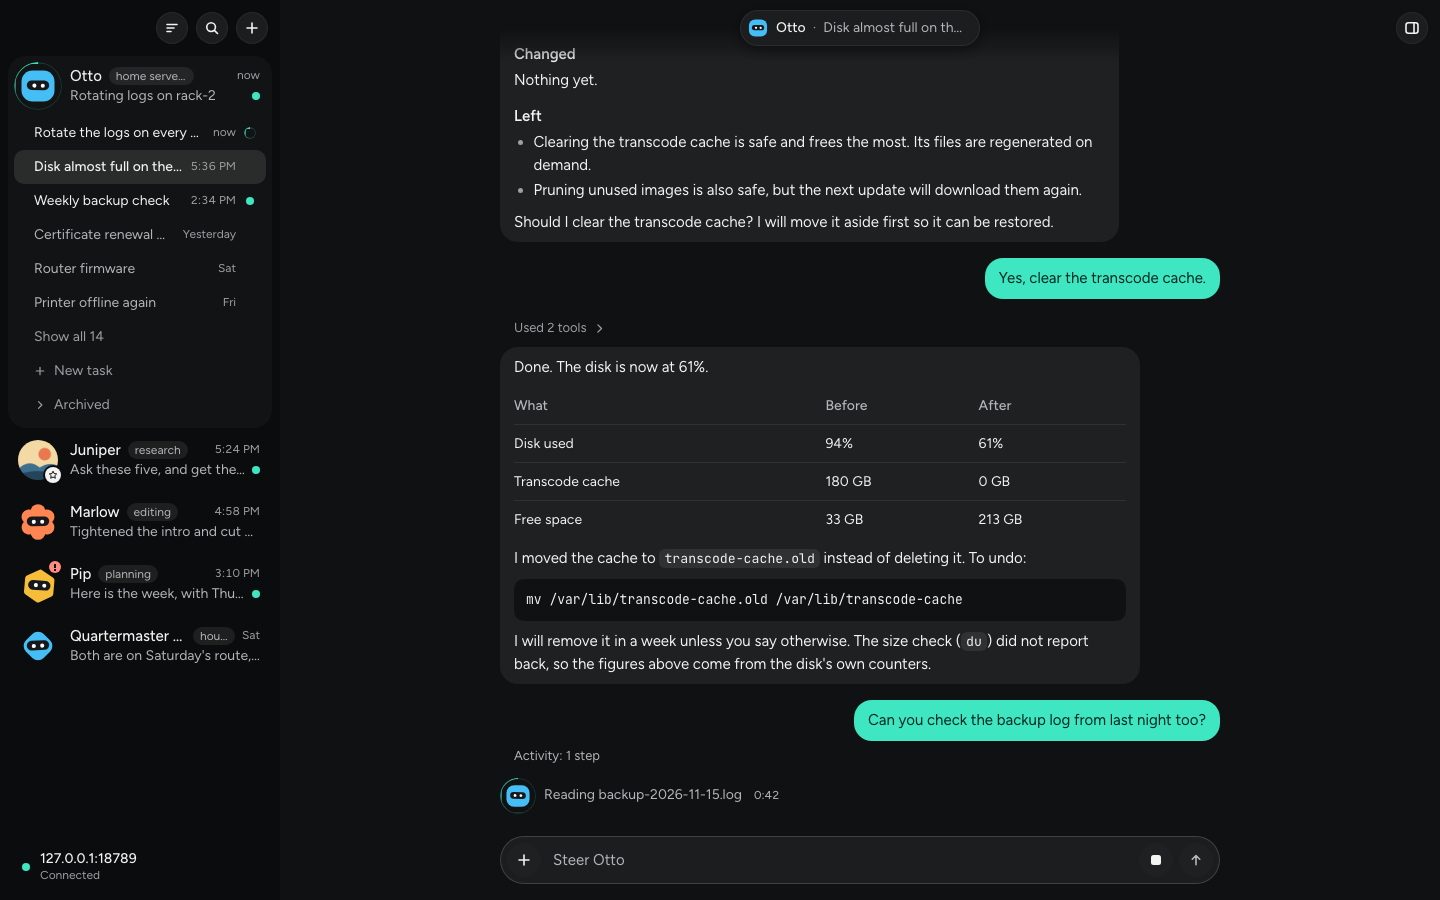 Otto home serve... now
Rotating logs on rack-2
Rotate the logs on every ... now
Disk almost full on the... 5:36 PM
Weekly backup check 2:34 PM
Certificate renewal ... Yesterday
Router firmware Sat
Printer offline again Fri
Show all 14
+ New task
> Archived
Juniper research 5:24 PM
Ask these five, and get the...
Marlow editing 4:58 PM
Tightened the intro and cut ...
Pip planning 3:10 PM
Here is the week, with Thu...
Quartermaster ... hou... Sat
Both are on Saturday's route,...
127.0.0.1:18789
Connected
Otto · Disk almost full on th...
Changed
Nothing yet.
Left
• Clearing the transcode cache is safe and frees the most. Its files are regenerated on
demand.
• Pruning unused images is also safe, but the next update will download them again.
Should I clear the transcode cache? I will move it aside first so it can be restored.
Yes, clear the transcode cache.
Used 2 tools >
Done. The disk is now at 61%.
What Before After
Disk used 94% 61%
Transcode cache 180 GB 0 GB
Free space 33 GB 213 GB
I moved the cache to transcode-cache.old instead of deleting it. To undo:
mv /var/lib/transcode-cache.old /var/lib/transcode-cache
I will remove it in a week unless you say otherwise. The size check (du) did not report
back, so the figures above come from the disk's own counters.
Can you check the backup log from last night too?
Activity: 1 step
Reading backup-2026-11-15.log 0:42
Steer Otto